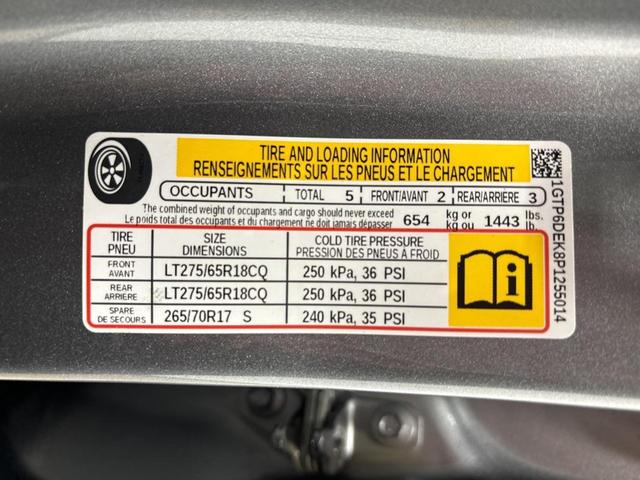 TIRE AND LOADING INFORMATION
RENSEIGNEMENTS SUR LES PNEUS ET LE CHARGEMENT
OCCUPANTS TOTAL 5 FRONT/AVANT 2 REAR/ARRIÈRE 3
The combined weight of occupants and cargo should never exceed 654 kg or 1443 lbs.
Le poids total des occupants et du chargement ne doit jamais dépasser kg ou lb.
TIRE SIZE COLD TIRE PRESSURE
PNEU DIMENSIONS PRESSION DES PNEUS A FROID
FRONT AVANT LT275/65R18CQ 250 kPa, 36 PSI
REAR ARRIERE LT275/65R18CQ 250 kPa, 36 PSI
SPARE DE SECOURS 265/70R17 S 240 kPa, 35 PSI
1GTP6DEK8P1255014